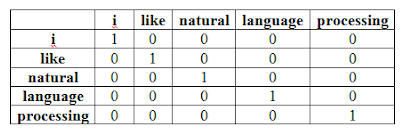 i like natural language processing
i 1 0 0 0 0
like 0 1 0 0 0
natural 0 0 1 0 0
language 0 0 0 1 0
processing 0 0 0 0 1